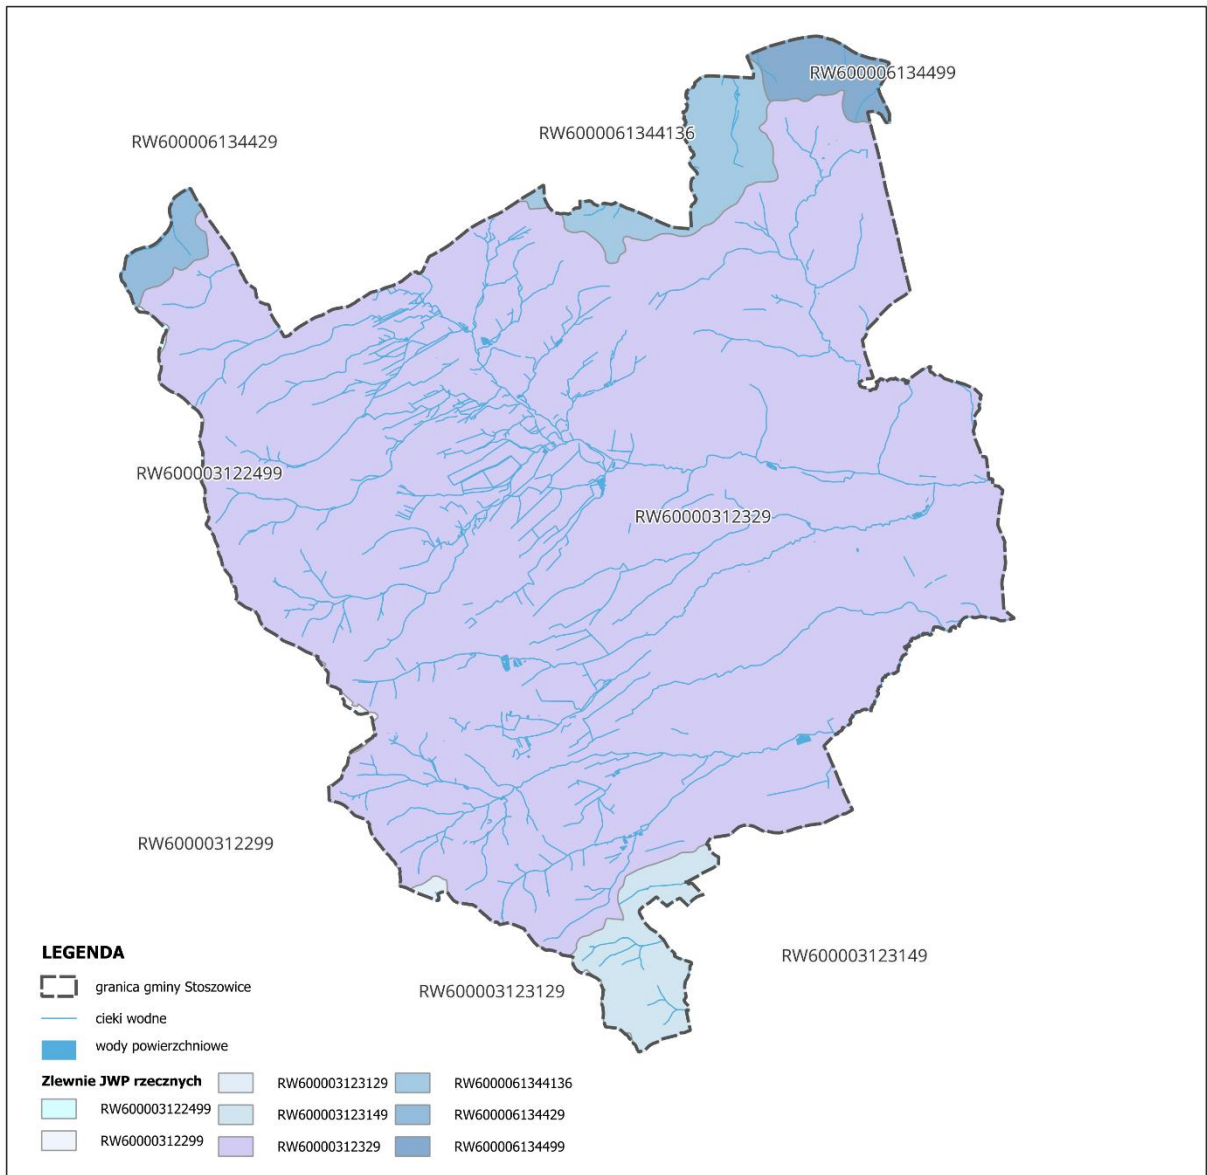 RW600006134499
RW6000061344136
RW600006134429
RW600003122499
RW60000312329
RW60000312299
RW600003123149
RW600003123129
LEGENDA
granica gminy Stoszowice
cieki wodne
wody powierzchniowe
Zlewnie JWP rzecznych
RW600003122499
RW60000312299
RW600003123129
RW600003123149
RW60000312329
RW6000061344136
RW600006134429
RW600006134499